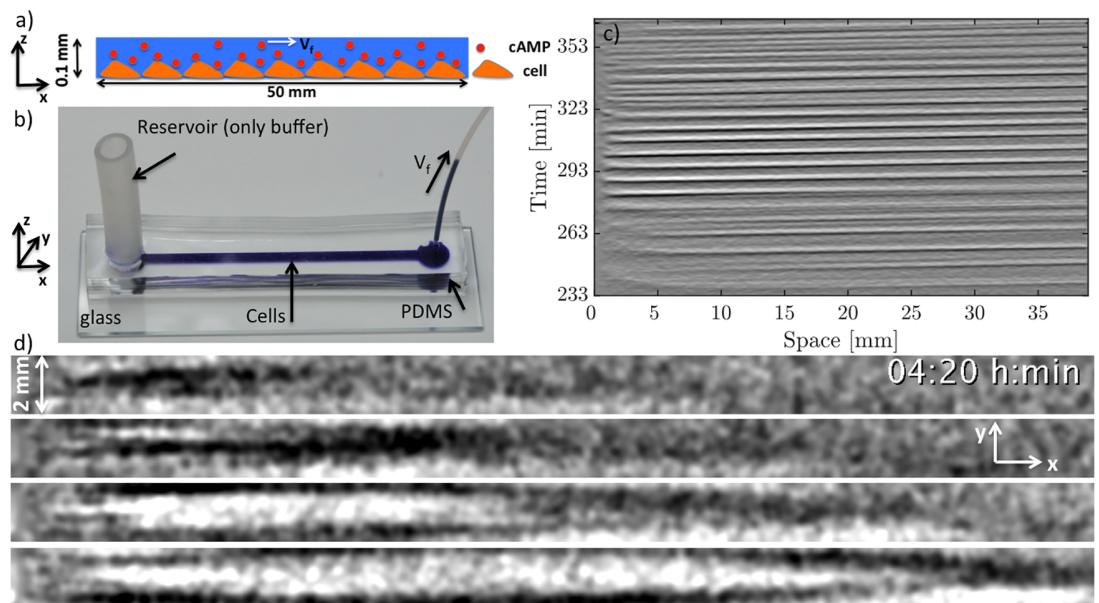 a)
z
x
0.1 mm
V_f
cAMP
cell
50 mm
b)
Reservoir (only buffer)
V_f
z
y
x
glass
Cells
PDMS
c)
Time [min]
353
323
293
263
233
0 5 10 15 20 25 30 35
Space [mm]
d)
2 mm
04:20 h:min
y
x